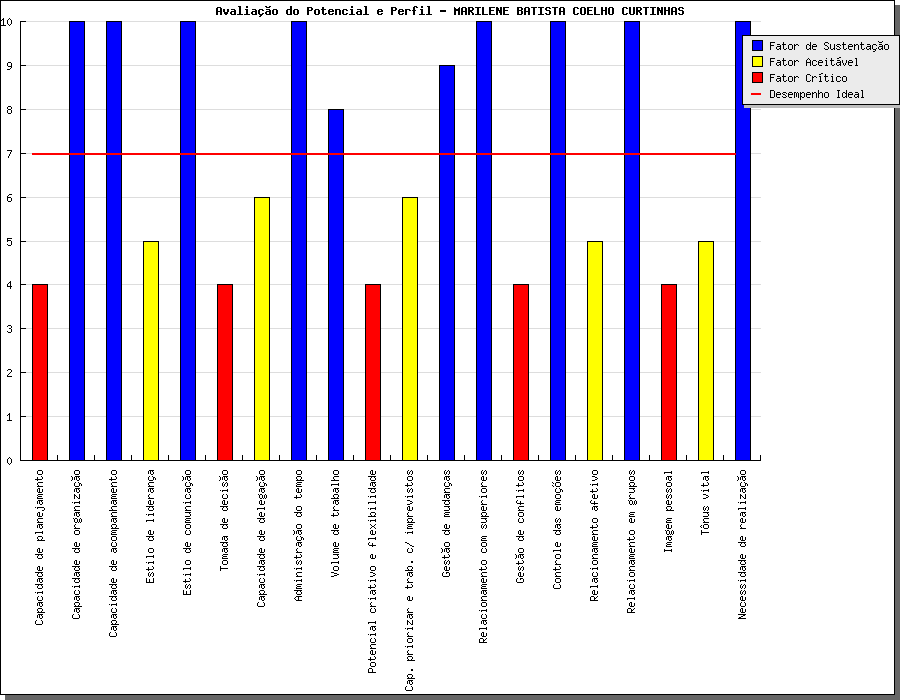 Avaliação do Potencial e Perfil - MARILENE BATISTA COELHO CURTINHAS
Fator de Sustentação
Fator Aceitável
Fator Crítico
Desempenho Ideal
10
9
8
7
6
5
4
3
2
1
0
Capacidade de planejamento
Capacidade de organização
Capacidade de acompanhamento
Estilo de liderança
Estilo de comunicação
Tomada de decisão
Capacidade de delegação
Administração do tempo
Volume de trabalho
Potencial criativo e flexibilidade
Cap. priorizar e trab. c/ imprevistos
Gestão de mudanças
Relacionamento com superiores
Gestão de conflitos
Controle das emoções
Relacionamento afetivo
Relacionamento em grupos
Imagem pessoal
Tônus vital
Necessidade de realização